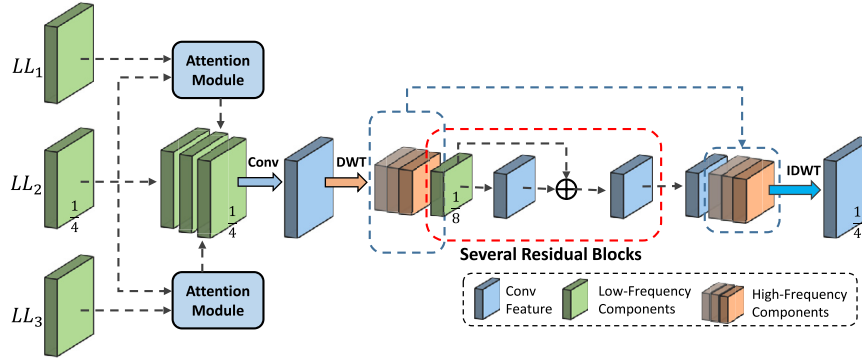 LL1
Attention
Module
LL2
1/4
1/4
Conv
DWT
1/8
IDWT
1/4
Several Residual Blocks
LL3
Attention
Module
Conv
Feature
Low-Frequency
Components
High-Frequency
Components